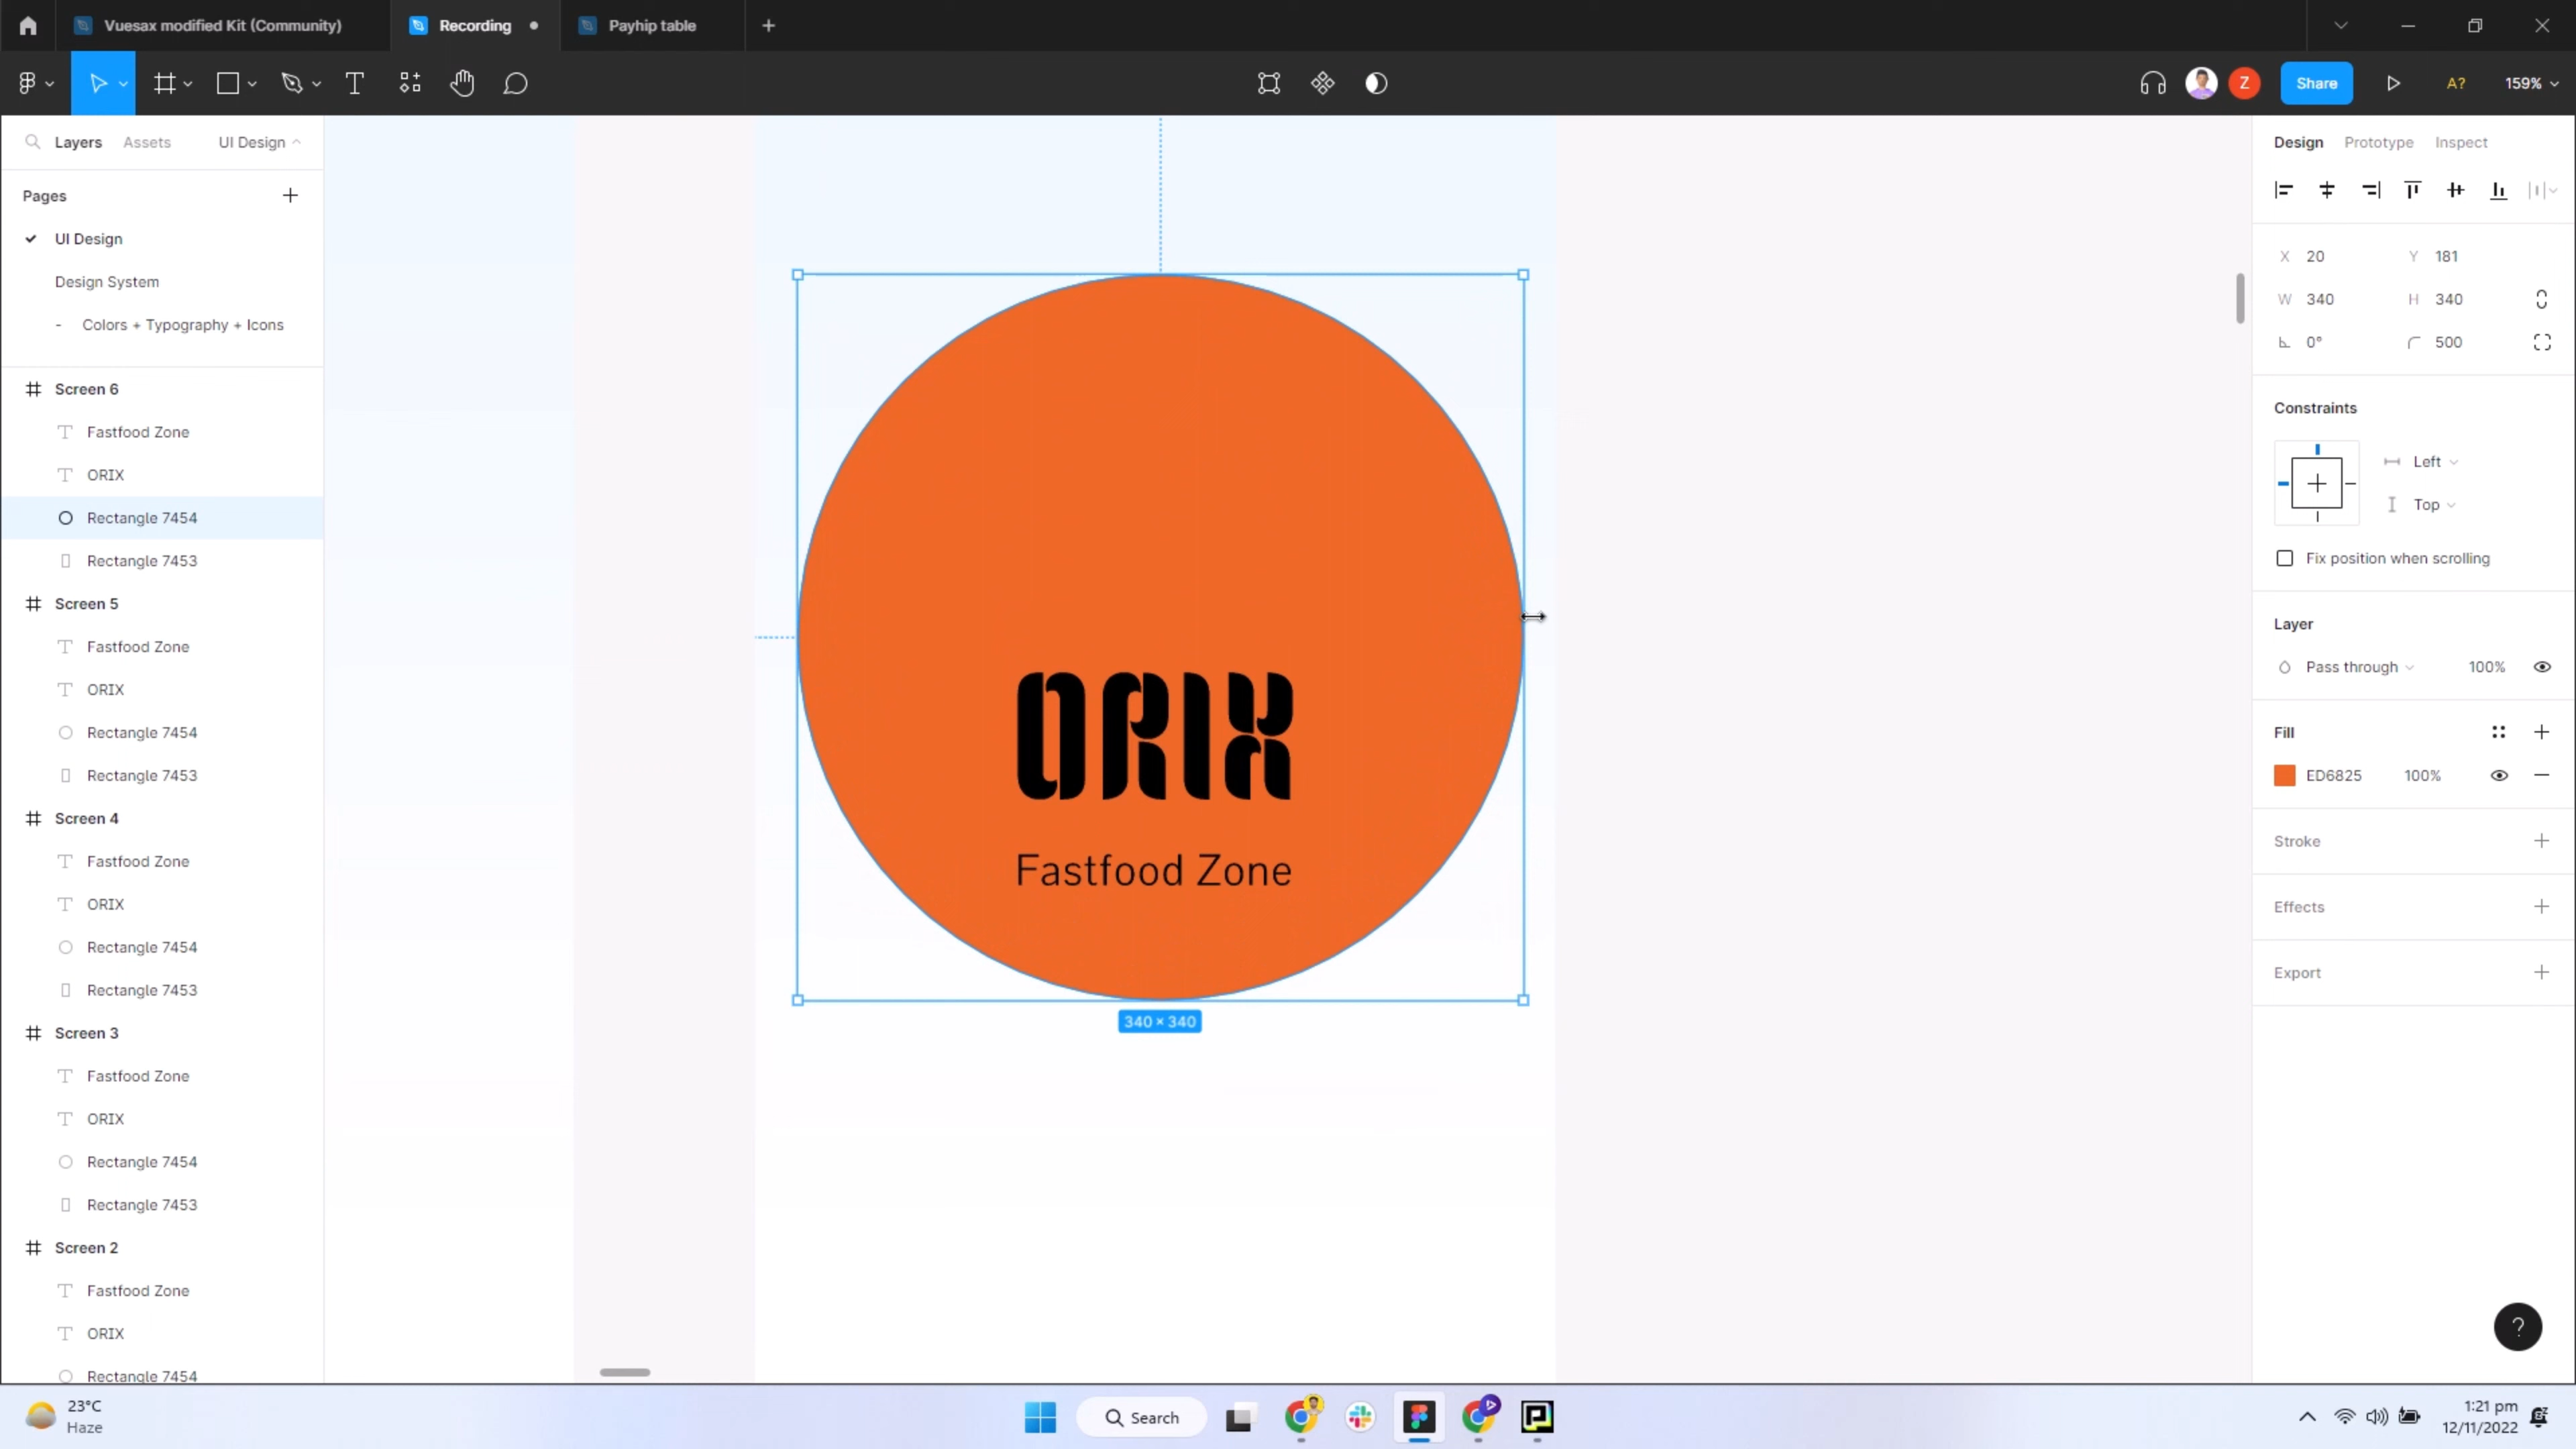 Vuesax modified Kit (Community)
Recording
Payhip table
Z
Share
A?
159%
Layers
Assets
UI Design
Pages
UI Design
Design System
- Colors + Typography + Icons
Screen 6
Fastfood Zone
ORIX
Rectangle 7454
Rectangle 7453
Screen 5
Fastfood Zone
ORIX
Rectangle 7454
Rectangle 7453
Screen 4
Fastfood Zone
ORIX
Rectangle 7454
Rectangle 7453
Screen 3
Fastfood Zone
ORIX
Rectangle 7454
Rectangle 7453
Screen 2
Fastfood Zone
ORIX
Rectangle 7454
ORIX
Fastfood Zone
340 × 340
Design
Prototype
Inspect
X 20
Y 181
W 340
H 340
0°
500
Constraints
Left
Top
Fix position when scrolling
Layer
Pass through
100%
Fill
ED6825
100%
Stroke
Effects
Export
?
23°C
Haze
Search
1:21 pm
12/11/2022